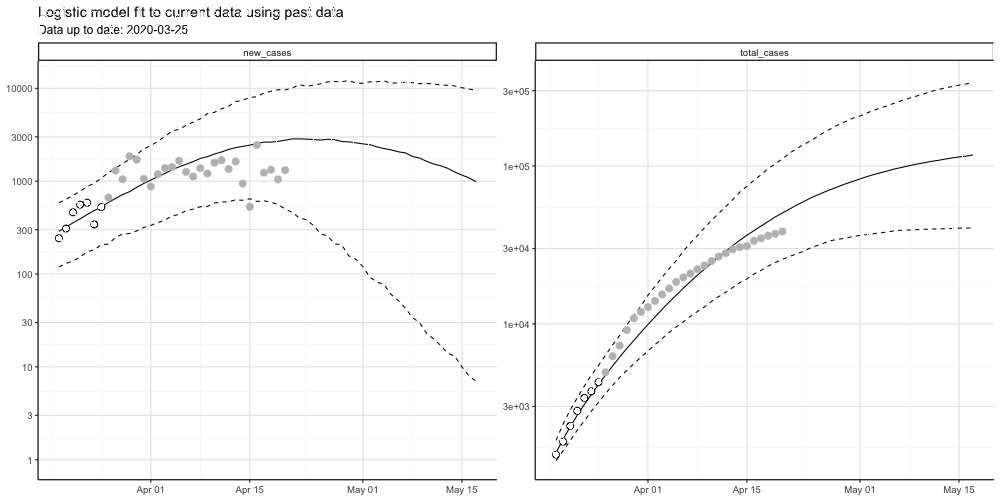 Logistic model fit to current data using past data
Data up to date: 2020-03-25
new_cases
total_cases
10000
3000
1000
300
100
30
10
3
1
Apr 01
Apr 15
May 01
May 15
3e+05
1e+05
3e+04
1e+04
3e+03
Apr 01
Apr 15
May 01
May 15